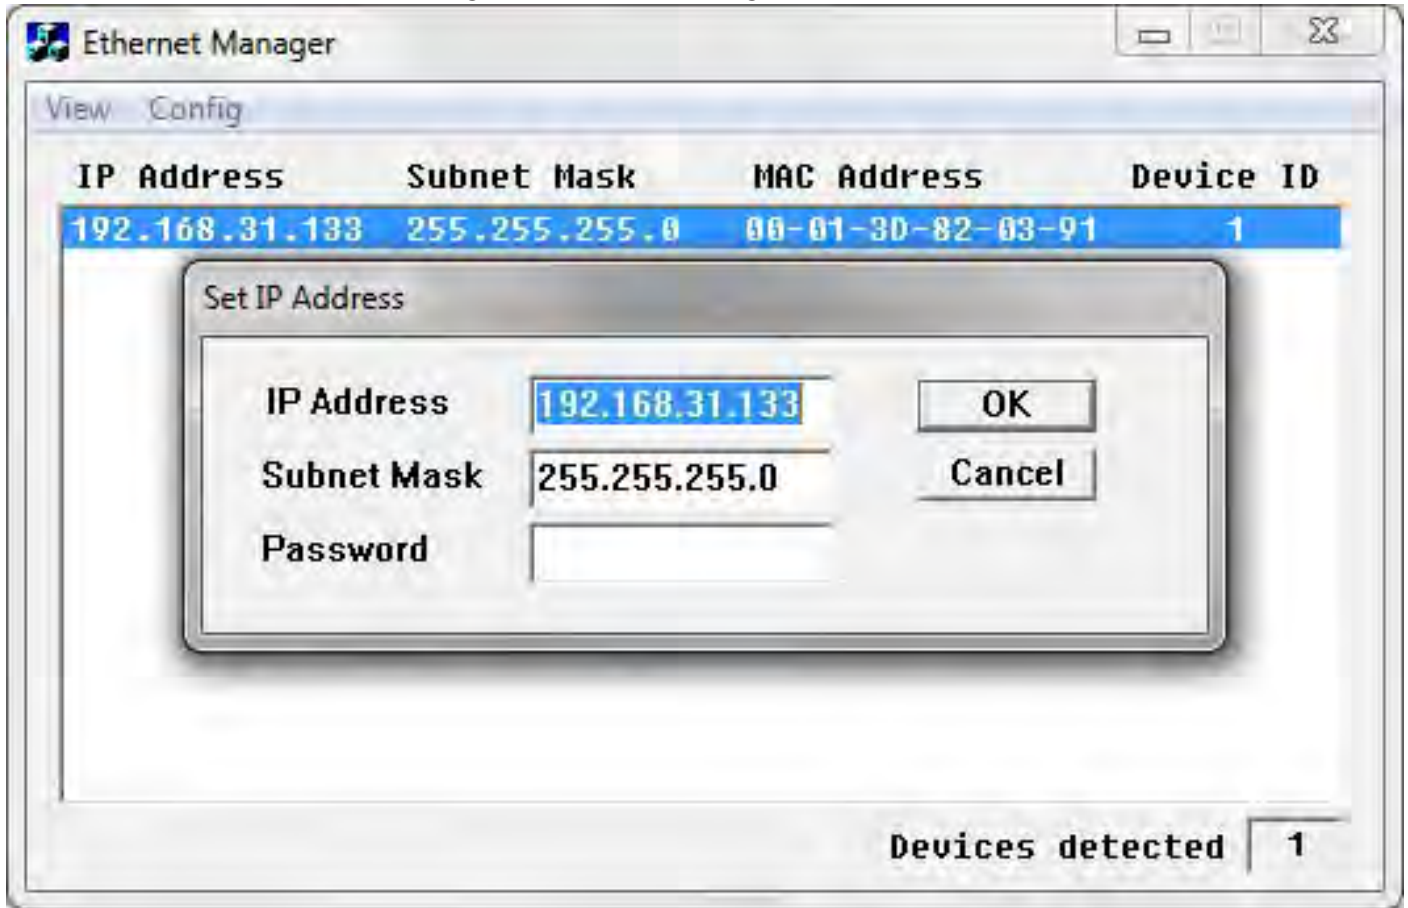 Ethernet Manager
View Config
IP Address Subnet Mask MAC Address Device ID
192.168.31.133 255.255.255.0 00-01-3D-82-03-91 1
Set IP Address
IP Address 192.168.31.133 OK
Subnet Mask 255.255.255.0 Cancel
Password
Devices detected 1